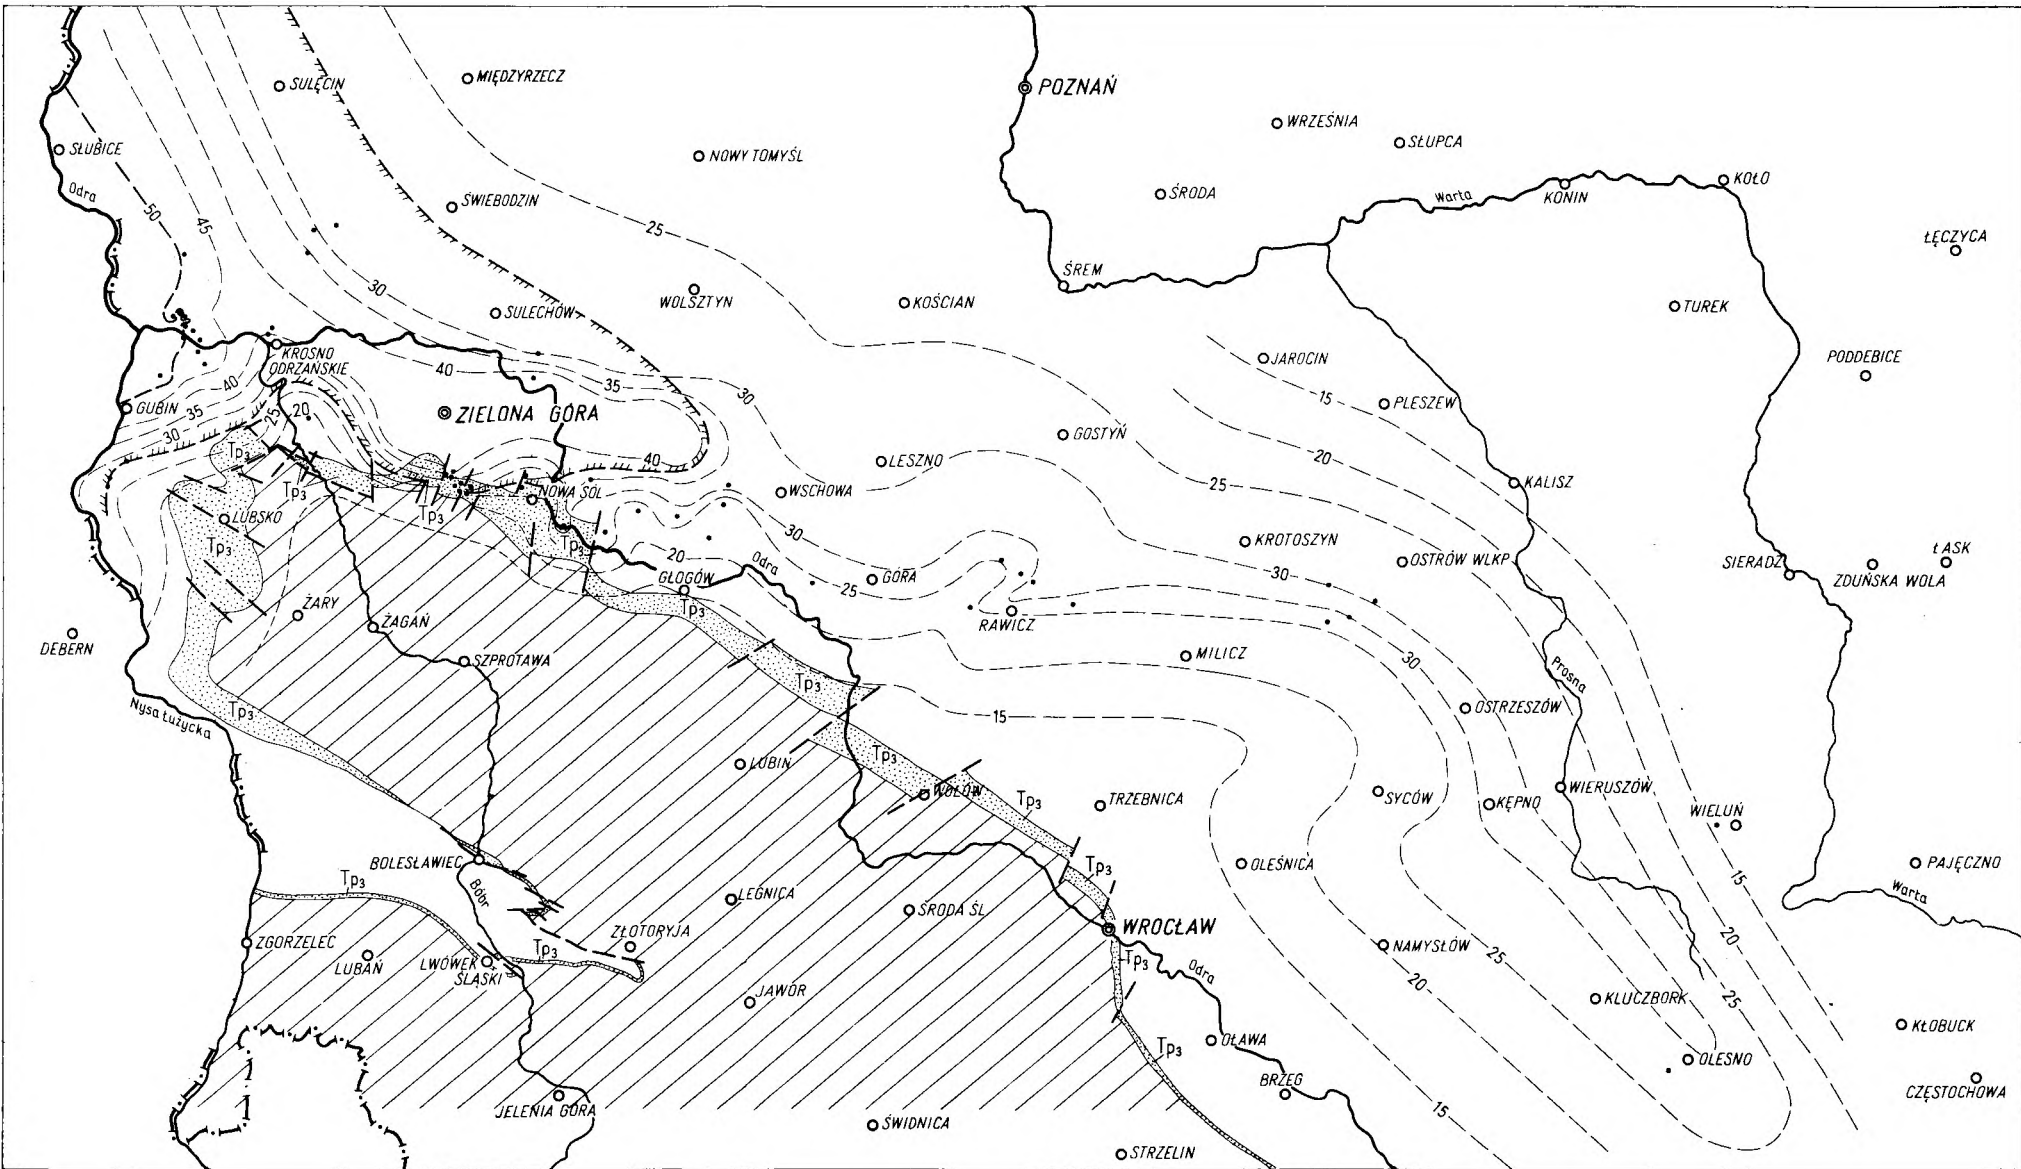 SULĘCIN
MIĘDZYRZECZ
POZNAŃ
WRZEŚNIA
SŁUPCA
SŁUBICE
NOWY TOMYŚL
KOŁO
Odra
ŚWIEBODZIN
ŚRODA
Warta
KONIN
50
45
25
ŁĘCZYCA
ŚREM
30
WOLSZTYN
KOŚCIAN
TUREK
SULECHÓW
KROSNO
ODRZAŃSKIE
JAROCIN
PODDEBICE
40
40
35
30
GUBIN
35
25
20
ZIELONA GÓRA
15
PLESZEW
30
GOSTYŃ
Tp3
40
LESZNO
20
Tp3
NOWA SÓL
WSCHOWA
25
KALISZ
LUBSKO
Tp3
Tp3
30
KROTOSZYN
Tp3
20
Odra
OSTRÓW WLKP
SIERADZ
ŁASK
ZDUŃSKA WOLA
GŁOGÓW
GÓRA
25
30
Tp3
ŻARY
ŻAGAŃ
RAWICZ
DEBERN
SZPROTAWA
MILICZ
30
Prosna
Tp3
Nysa Łużycka
Tp3
15
OSTRZESZÓW
Tp3
LUBIN
WOŁÓW
Tp3
TRZEBNICA
SYCÓW
KĘPNO
WIERUSZÓW
WIELUŃ
BOLESŁAWIEC
Tp3
OLEŚNICA
PAJĘCZNO
Tp3
15
Bóbr
LEGNICA
ŚRODA ŚL
Warta
ZGORZELEC
ZŁOTORYJA
WROCŁAW
NAMYSŁÓW
20
LUBAŃ
LWÓWEK
ŚLĄSKI
Tp3
Tp3
Odra
25
20
JAWOR
KLUCZBORK
25
KŁOBUCK
OŁAWA
Tp3
OLESNO
BRZEG
CZĘSTOCHOWA
JELENIA GÓRA
15
ŚWIDNICA
STRZELIN